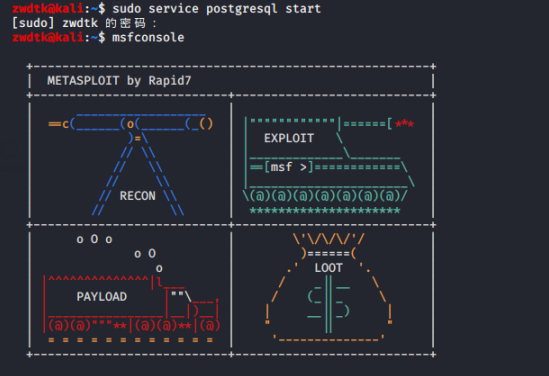 zwdtk@kali:~$ sudo service postgresql start
[sudo] zwdtk 的密码：
zwdtk@kali:~$ msfconsole
METASPLOIT by Rapid7
EXPLOIT
==[msf >]============\
RECON
PAYLOAD
LOOT